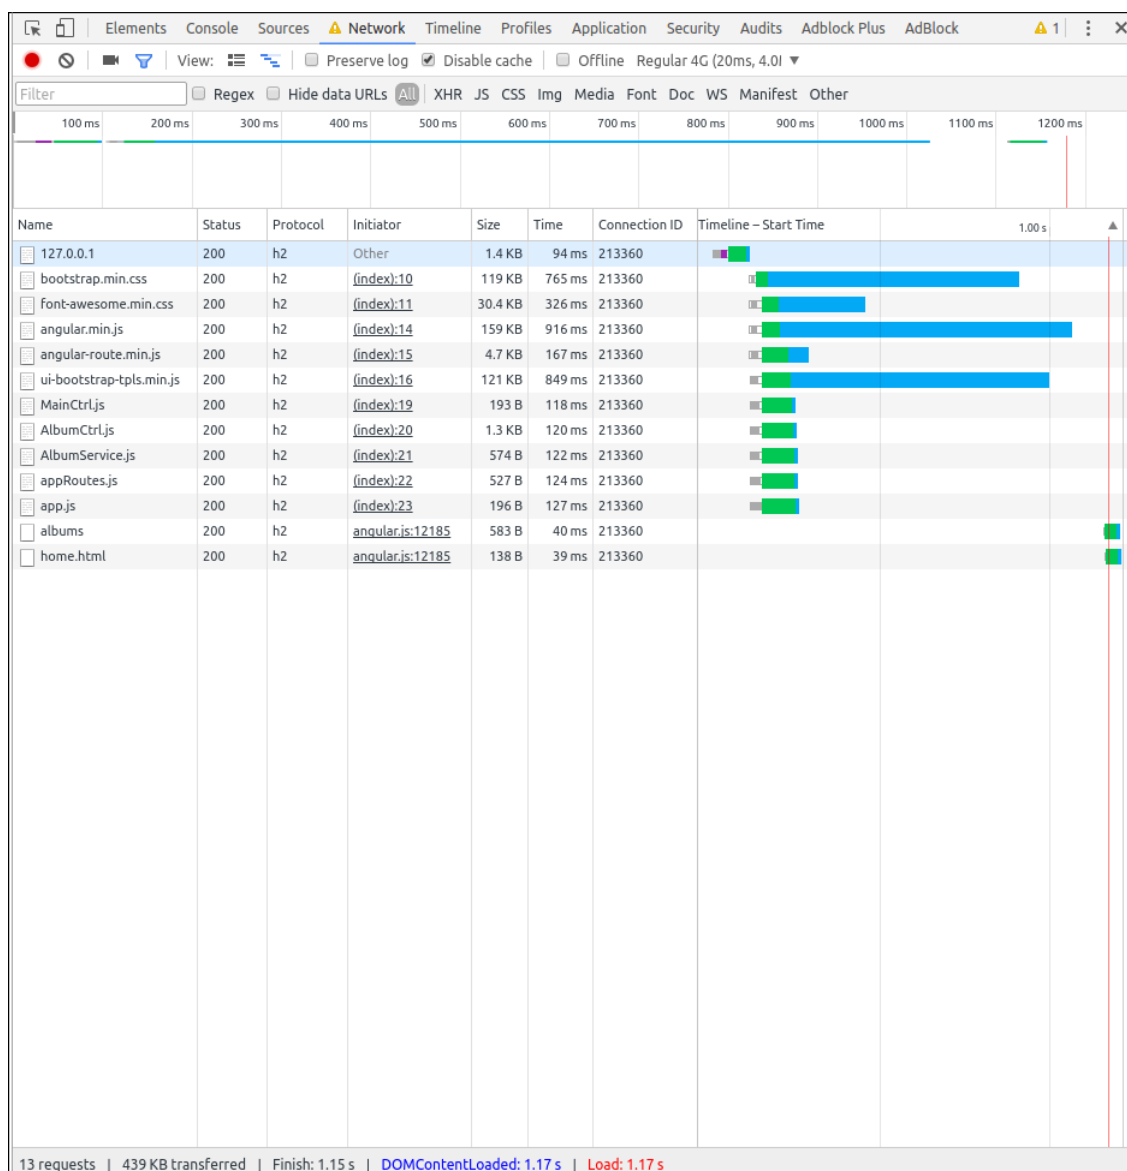 Elements Console Sources Network Timeline Profiles Application Security Audits Adblock Plus AdBlock 1
View: Preserve log Disable cache Offline Regular 4G (20ms, 4.0
Filter Regex Hide data URLs All XHR JS CSS Img Media Font Doc WS Manifest Other
100 ms 200 ms 300 ms 400 ms 500 ms 600 ms 700 ms 800 ms 900 ms 1000 ms 1100 ms 1200 ms
Name Status Protocol Initiator Size Time Connection ID Timeline – Start Time 1.00 s
127.0.0.1 200 h2 Other 1.4 KB 94 ms 213360
bootstrap.min.css 200 h2 (index):10 119 KB 765 ms 213360
font-awesome.min.css 200 h2 (index):11 30.4 KB 326 ms 213360
angular.min.js 200 h2 (index):14 159 KB 916 ms 213360
angular-route.min.js 200 h2 (index):15 4.7 KB 167 ms 213360
ui-bootstrap-tpls.min.js 200 h2 (index):16 121 KB 849 ms 213360
MainCtrl.js 200 h2 (index):19 193 B 118 ms 213360
AlbumCtrl.js 200 h2 (index):20 1.3 KB 120 ms 213360
AlbumService.js 200 h2 (index):21 574 B 122 ms 213360
appRoutes.js 200 h2 (index):22 527 B 124 ms 213360
app.js 200 h2 (index):23 196 B 127 ms 213360
albums 200 h2 angular.js:12185 583 B 40 ms 213360
home.html 200 h2 angular.js:12185 138 B 39 ms 213360
13 requests | 439 KB transferred | Finish: 1.15 s | DOMContentLoaded: 1.17 s | Load: 1.17 s